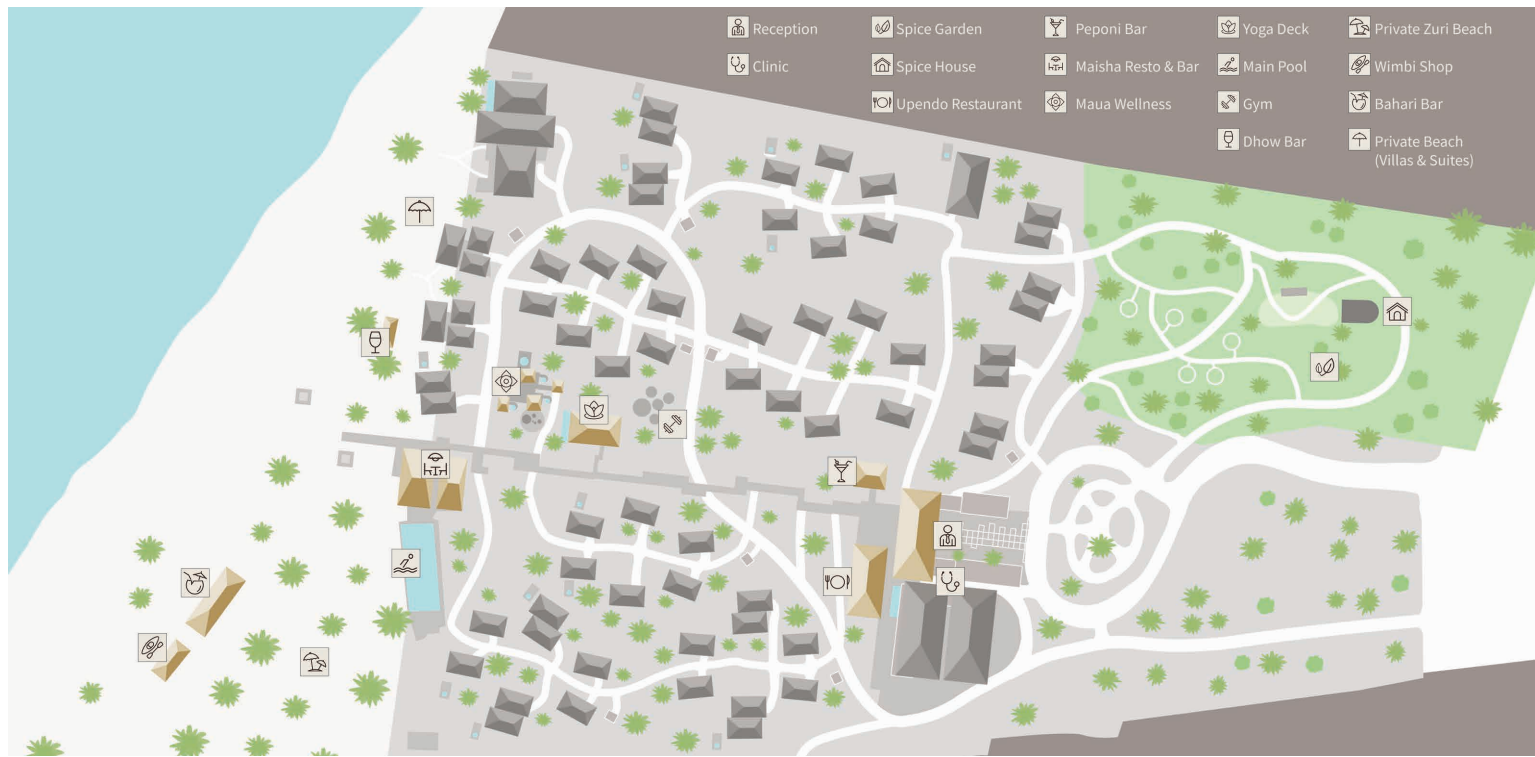 Reception
Spice Garden
Peponi Bar
Yoga Deck
Private Zuri Beach
Clinic
Spice House
Maisha Resto & Bar
Main Pool
Wimbi Shop
Upendo Restaurant
Maua Wellness
Gym
Bahari Bar
Dhow Bar
Private Beach
(Villas & Suites)